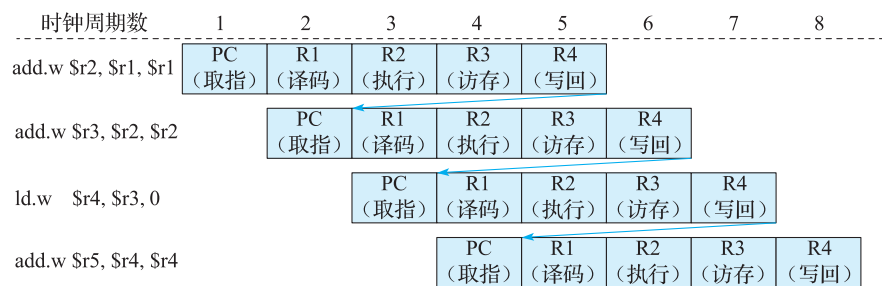 时钟周期数 1 2 3 4 5 6 7 8
add.w $r2, $r1, $r1 PC R1 R2 R3 R4
（取指） （译码） （执行） （访存） （写回）
add.w $r3, $r2, $r2 PC R1 R2 R3 R4
（取指） （译码） （执行） （访存） （写回）
ld.w $r4, $r3, 0 PC R1 R2 R3 R4
（取指） （译码） （执行） （访存） （写回）
add.w $r5, $r4, $r4 PC R1 R2 R3 R4
（取指） （译码） （执行） （访存） （写回）